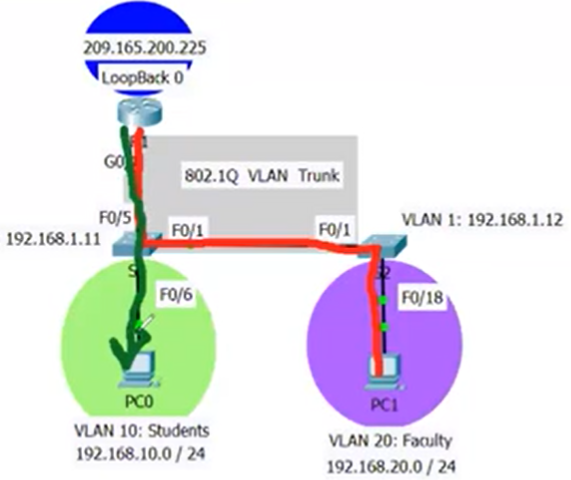 209.165.200.225
LoopBack 0
802.1Q VLAN Trunk
F0/5
F0/1
F0/1
VLAN 1: 192.168.1.12
192.168.1.11
F0/6
F0/18
PC0
PC1
VLAN 10: Students
192.168.10.0 / 24
VLAN 20: Faculty
192.168.20.0 / 24